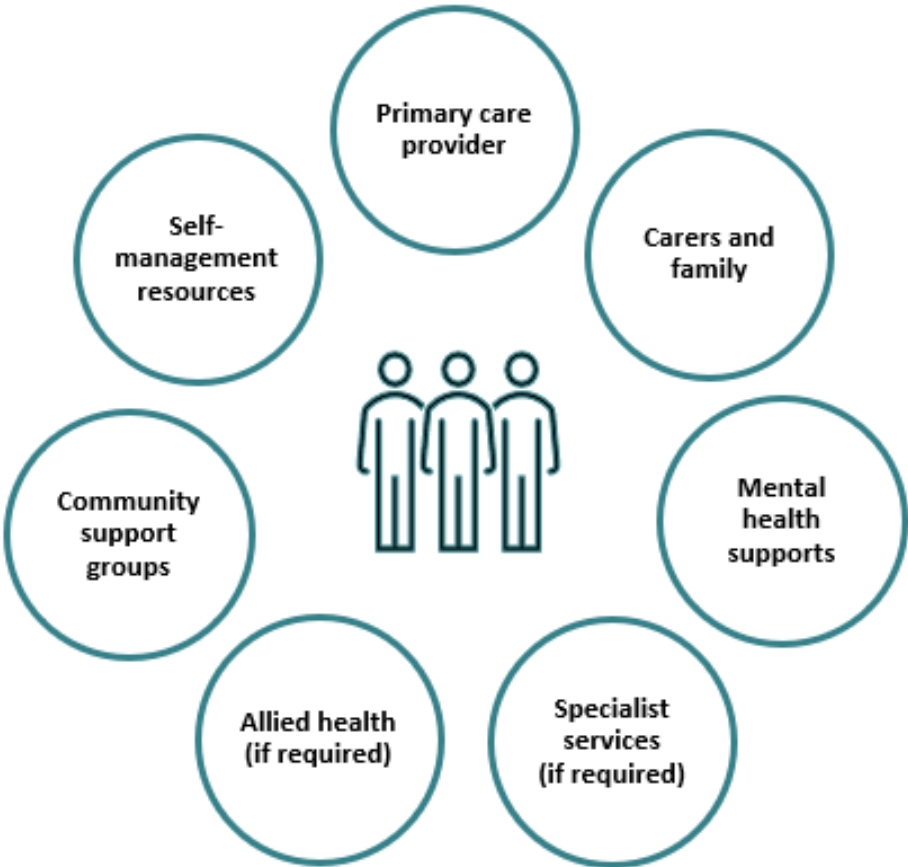 Primary care
provider
Carers and
family
Mental
health
supports
Specialist
services
(if required)
Allied health
(if required)
Community
support
groups
Self-
management
resources